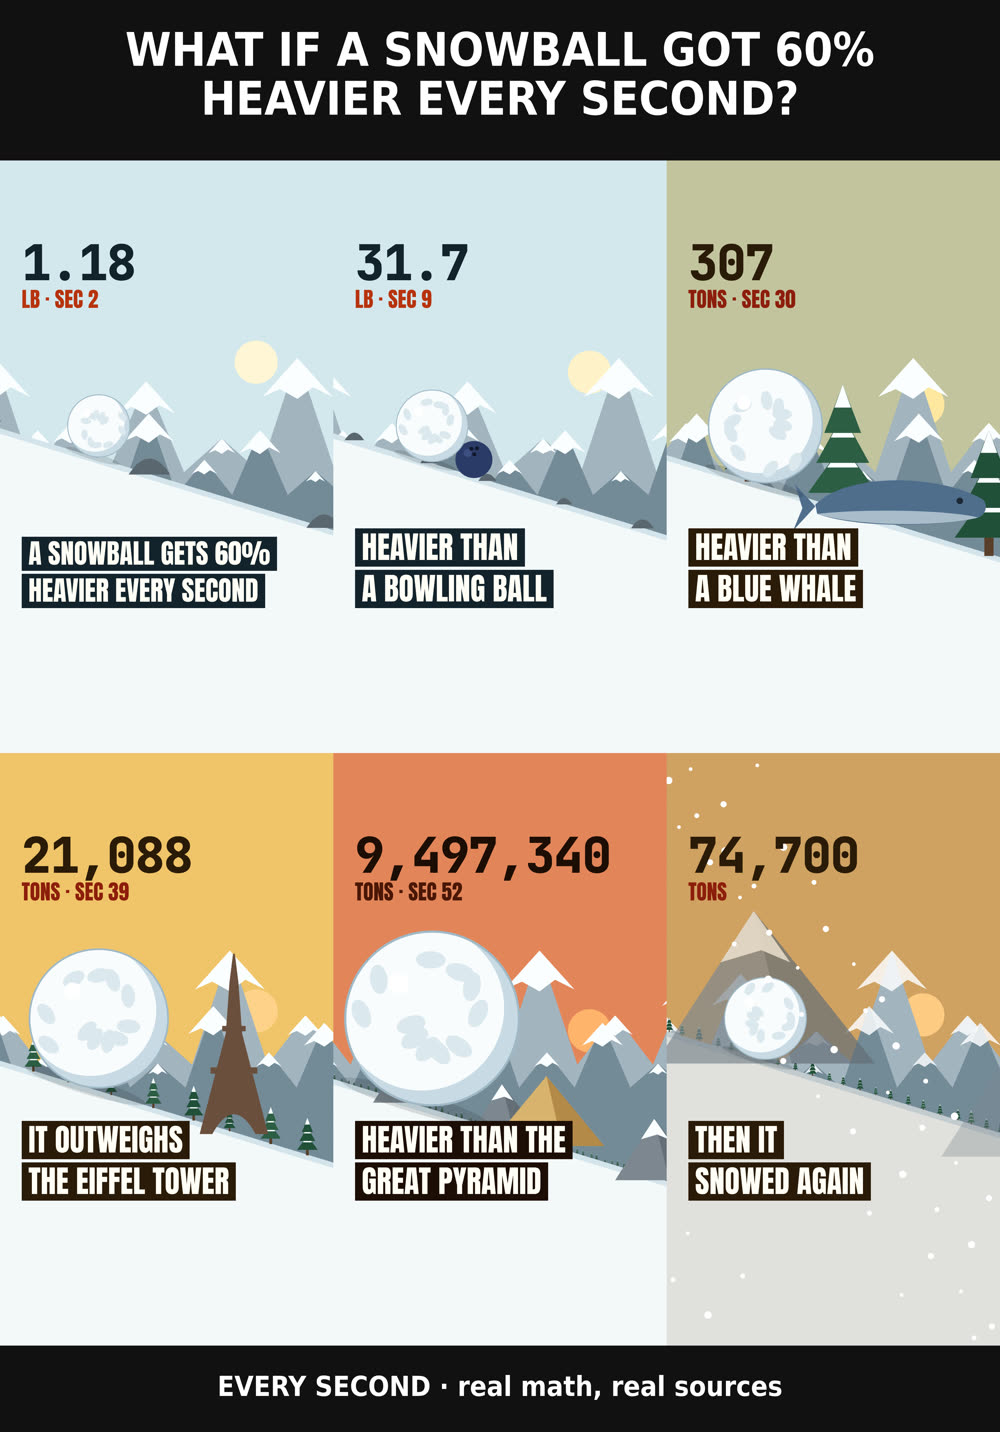 WHAT IF A SNOWBALL GOT 60%
HEAVIER EVERY SECOND?
1.18
LB · SEC 2
A SNOWBALL GETS 60%
HEAVIER EVERY SECOND
31.7
LB · SEC 9
HEAVIER THAN
A BOWLING BALL
307
TONS · SEC 30
HEAVIER THAN
A BLUE WHALE
21,088
TONS · SEC 39
IT OUTWEIGHS
THE EIFFEL TOWER
9,497,340
TONS · SEC 52
HEAVIER THAN THE
GREAT PYRAMID
74,700
TONS
THEN IT
SNOWED AGAIN
EVERY SECOND · real math, real sources